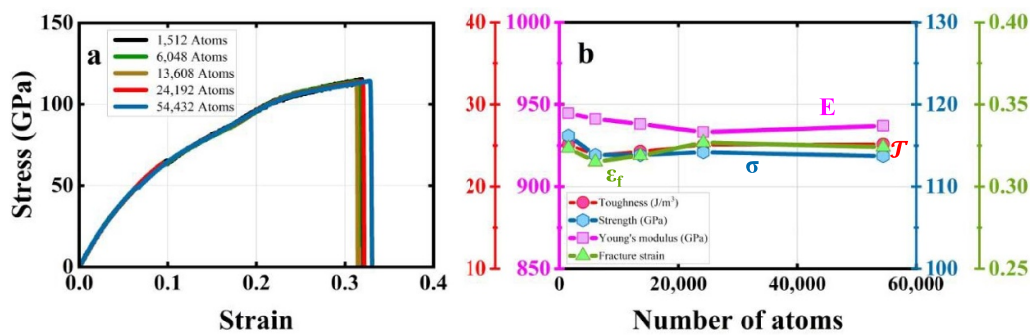 150
100
50
0
Stress (GPa)
a
1,512 Atoms
6,048 Atoms
13,608 Atoms
24,192 Atoms
54,432 Atoms
0.0 0.1 0.2 0.3 0.4
Strain
40
25
10
1000
950
900
850
b
E
𝒯
σ
εf
Toughness (J/m³)
Strength (GPa)
Young's modulus (GPa)
Fracture strain
0 20,000 40,000 60,000
Number of atoms
130
120
110
100
0.40
0.35
0.30
0.25